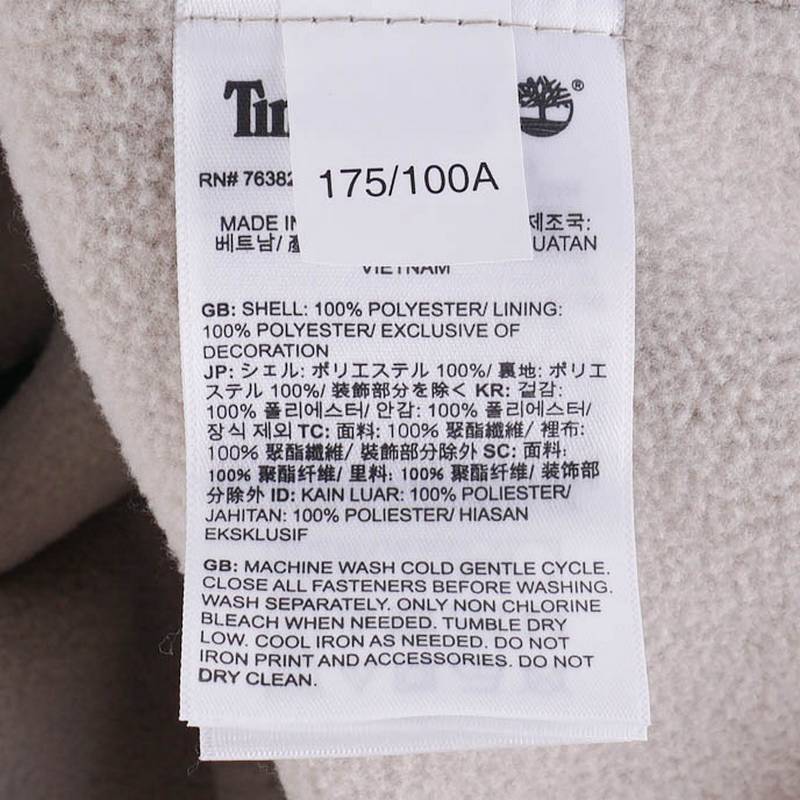 ®
RN# 76382
175/100A
MADE IN
제조국:
베트남/
UATAN
VIETNAM
GB: SHELL: 100% POLYESTER/ LINING:
100% POLYESTER/ EXCLUSIVE OF
DECORATION
JP: シェル: ポリエステル 100%/ 裏地: ポリエ
ステル 100%/ 装飾部分を除く KR: 겉감:
100% 폴리에스터/ 안감: 100% 폴리에스터/
장식 제외 TC: 面料: 100% 聚酯纖維/ 裡布:
100% 聚酯纖維/ 裝飾部分除外 SC: 面料:
100% 聚酯纤维/ 里料: 100% 聚酯纤维/ 装饰部
分除外 ID: KAIN LUAR: 100% POLIESTER/
JAHITAN: 100% POLIESTER/ HIASAN
EKSKLUSIF
GB: MACHINE WASH COLD GENTLE CYCLE.
CLOSE ALL FASTENERS BEFORE WASHING.
WASH SEPARATELY. ONLY NON CHLORINE
BLEACH WHEN NEEDED. TUMBLE DRY
LOW. COOL IRON AS NEEDED. DO NOT
IRON PRINT AND ACCESSORIES. DO NOT
DRY CLEAN.